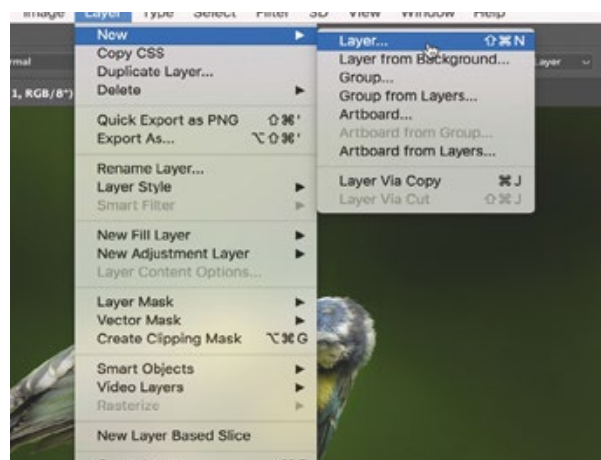 Image Layer Type Select Filter 3D View Window Help
rmal
Layer
1, RGB/8*)
New
Copy CSS
Duplicate Layer...
Delete
Quick Export as PNG ⇧⌘'
Export As... ⌥⇧⌘'
Rename Layer...
Layer Style
Smart Filter
New Fill Layer
New Adjustment Layer
Layer Content Options...
Layer Mask
Vector Mask
Create Clipping Mask ⌥⌘G
Smart Objects
Video Layers
Rasterize
New Layer Based Slice
Layer... ⇧⌘N
Layer from Background...
Group...
Group from Layers...
Artboard...
Artboard from Group...
Artboard from Layers...
Layer Via Copy ⌘J
Layer Via Cut ⇧⌘J